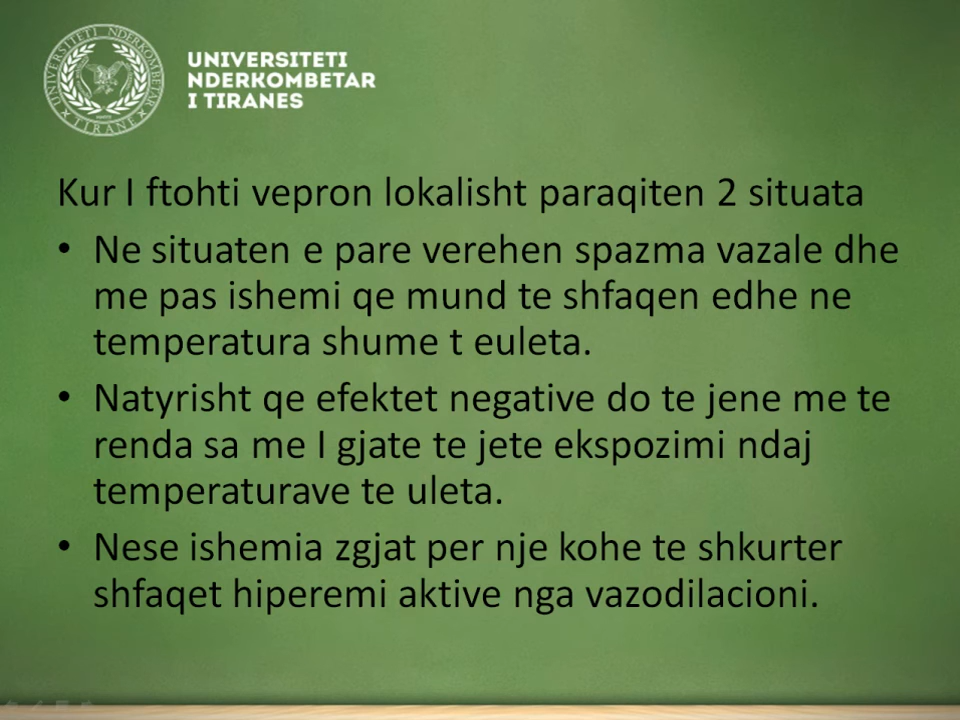 UNIVERSITETI NDERKOMBETAR
TIRANE
UNIVERSITETI
NDERKOMBETAR
I TIRANES
Kur I ftohti vepron lokalisht paraqiten 2 situata
• Ne situaten e pare verehen spazma vazale dhe
me pas ishemi qe mund te shfaqen edhe ne
temperatura shume t euleta.
• Natyrisht qe efektet negative do te jene me te
renda sa me I gjate te jete ekspozimi ndaj
temperaturave te uleta.
• Nese ishemia zgjat per nje kohe te shkurter
shfaqet hiperemi aktive nga vazodilacioni.